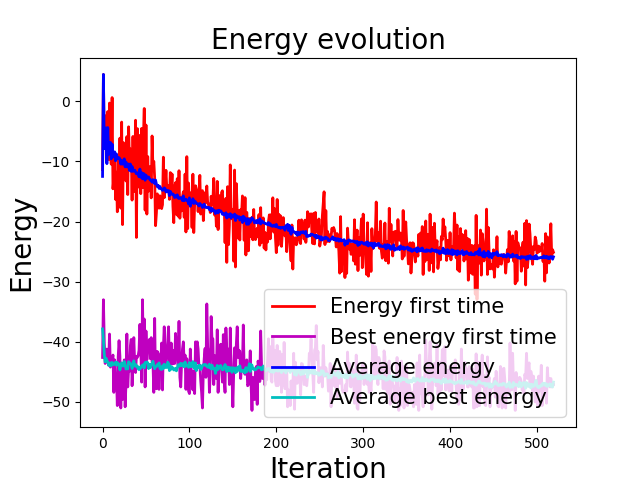 Energy evolution
Energy
0
−10
−20
−30
−40
−50
Energy first time
Best energy first time
Average energy
Average best energy
0 100 200 300 400 500
Iteration